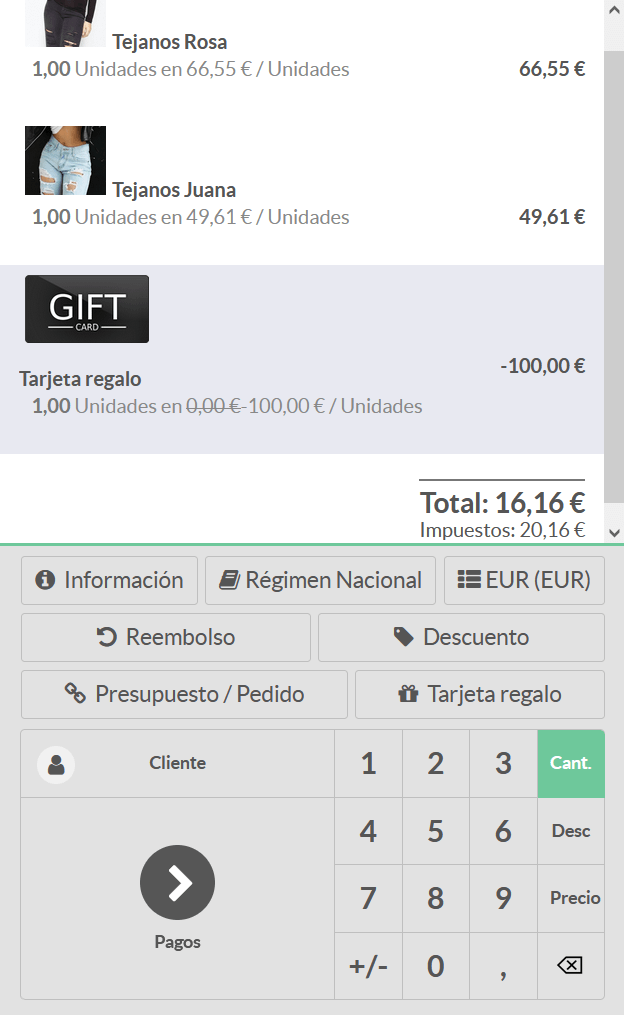 Tejanos Rosa
1,00 Unidades en 66,55 € / Unidades 66,55 €
Tejanos Juana
1,00 Unidades en 49,61 € / Unidades 49,61 €
GIFT
CARD
-100,00 €
Tarjeta regalo
1,00 Unidades en 0,00 € -100,00 € / Unidades
Total: 16,16 €
Impuestos: 20,16 €
Información Régimen Nacional EUR (EUR)
Reembolso Descuento
Presupuesto / Pedido Tarjeta regalo
Cliente 1 2 3 Cant.
4 5 6 Desc
7 8 9 Precio
Pagos
+/- 0 ,